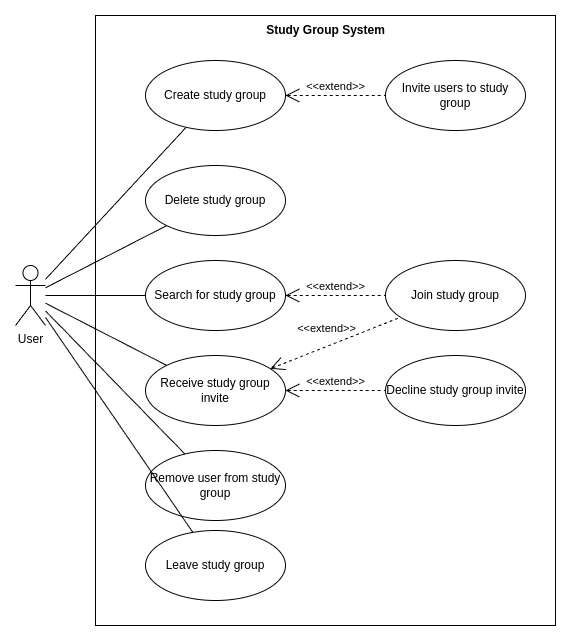 Study Group System
Create study group
<<extend>>
Invite users to study
group
Delete study group
Search for study group
<<extend>>
Join study group
<<extend>>
User
Receive study group
invite
<<extend>>
Decline study group invite
Remove user from study
group
Leave study group